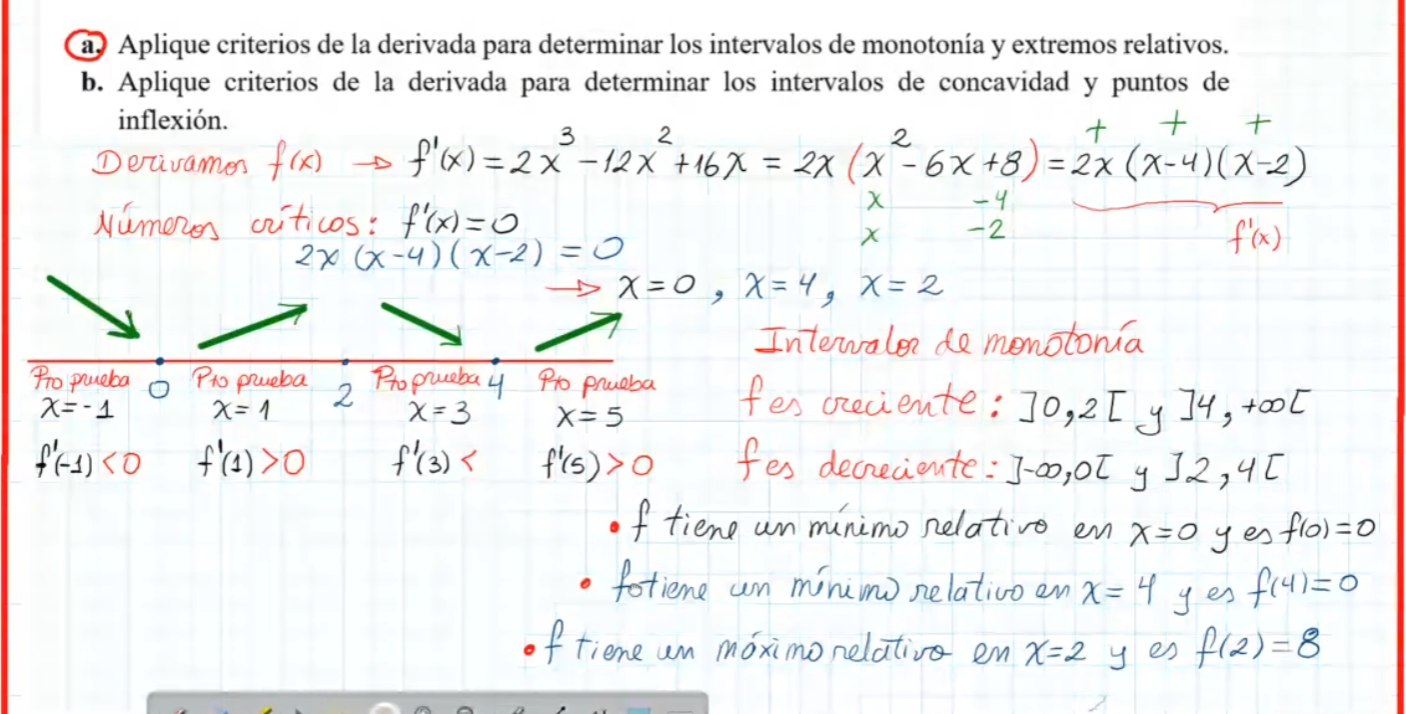 a. Aplique criterios de la derivada para determinar los intervalos de monotonía y extremos relativos.
b. Aplique criterios de la derivada para determinar los intervalos de concavidad y puntos de
inflexión.
+ + +
Derivamos f(x) → f'(x) = 2x³ - 12x² + 16x = 2x (x² - 6x + 8) = 2x (x-4)(x-2)
x -4
x -2
f'(x)
Números críticos: f'(x) = 0
2x (x-4)(x-2) = 0
→ x = 0, x = 4, x = 2
0 2 4
Pto prueba Pto prueba Pto prueba Pto prueba
x = -1 x = 1 x = 3 x = 5
f'(-1) < 0 f'(1) > 0 f'(3) < f'(5) > 0
Intervalos de monotonía
f es creciente: ]0,2[ y ]4, +∞[
f es decreciente: ]-∞,0[ y ]2,4[
• f tiene un mínimo relativo en x = 0 y es f(0) = 0
• fotiene un mínimo relativo en x = 4 y es f(4) = 0
• f tiene un máximo relativo en x = 2 y es f(2) = 8